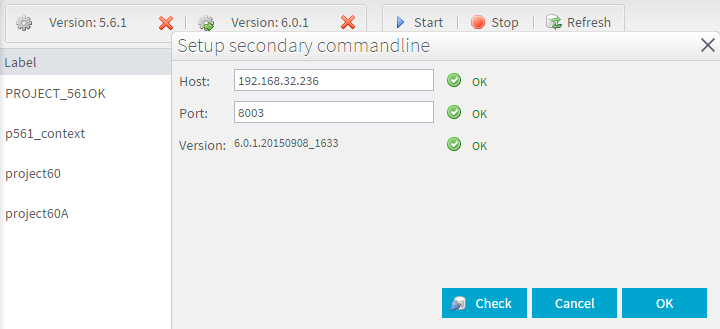 Version: 5.6.1 Version: 6.0.1 Start Stop Refresh
Setup secondary commandline
Label
Host: 192.168.32.236 OK
PROJECT_561OK
Port: 8003 OK
p561_context
Version: 6.0.1.20150908_1633 OK
project60
project60A
Check Cancel OK